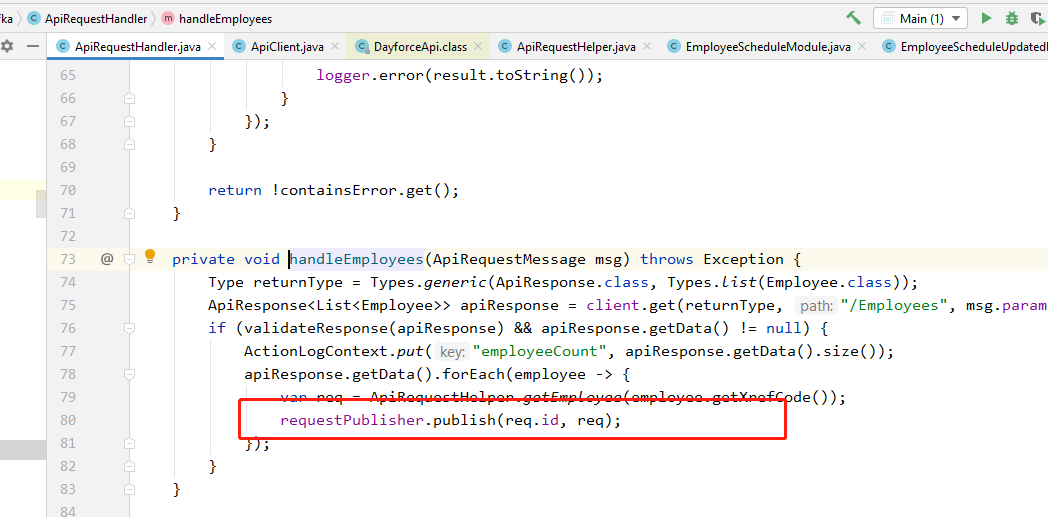 fka ApiRequestHandler m handleEmployees Main (1)
ApiRequestHandler.java ApiClient.java DayforceApi.class ApiRequestHelper.java EmployeeScheduleModule.java EmployeeScheduleUpdated
65 logger.error(result.toString());
66 }
67 });
68 }
69
70 return !containsError.get();
71 }
72
73 @ private void handleEmployees(ApiRequestMessage msg) throws Exception {
74 Type returnType = Types.generic(ApiResponse.class, Types.list(Employee.class));
75 ApiResponse<List<Employee>> apiResponse = client.get(returnType, path: "/Employees", msg.param
76 if (validateResponse(apiResponse) && apiResponse.getData() != null) {
77 ActionLogContext.put( key: "employeeCount", apiResponse.getData().size());
78 apiResponse.getData().forEach(employee -> {
79 var req = ApiRequestHelper.getEmployee(employee.getXrefCode());
80 requestPublisher.publish(req.id, req);
81 });
82 }
83 }
84